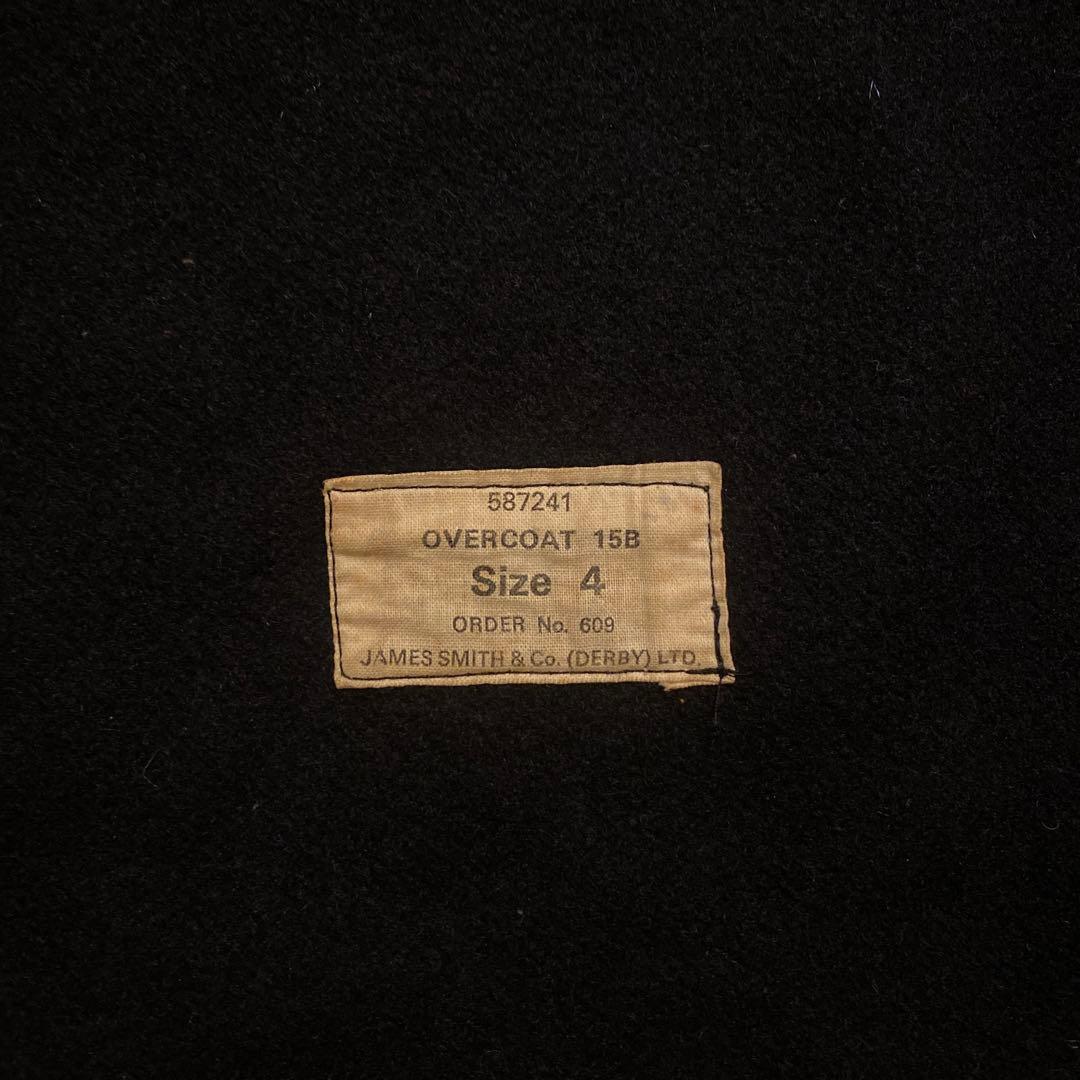 587241
OVERCOAT 15B
Size 4
ORDER No. 609
JAMES SMITH & Co. (DERBY) LTD.